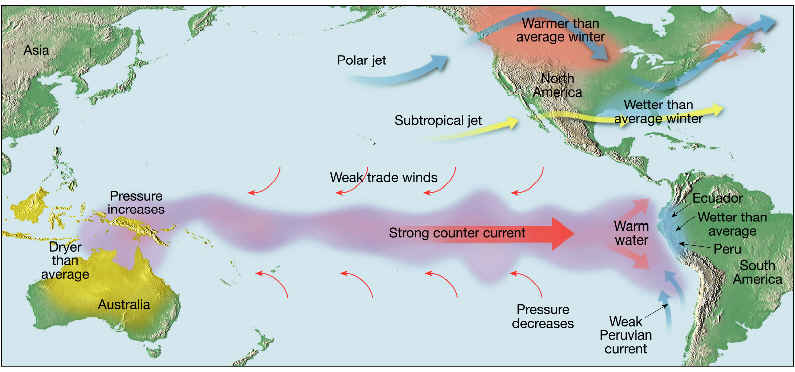 Warmer than
average winter
Asia
Polar jet
North
America
Subtropical jet
Wetter than
average winter
Weak trade winds
Pressure
increases
Ecuador
Wetter than
average
Strong counter current
Warm
water
Peru
Dryer
than
average
South
America
Australia
Pressure
decreases
Weak
Peruvian
current